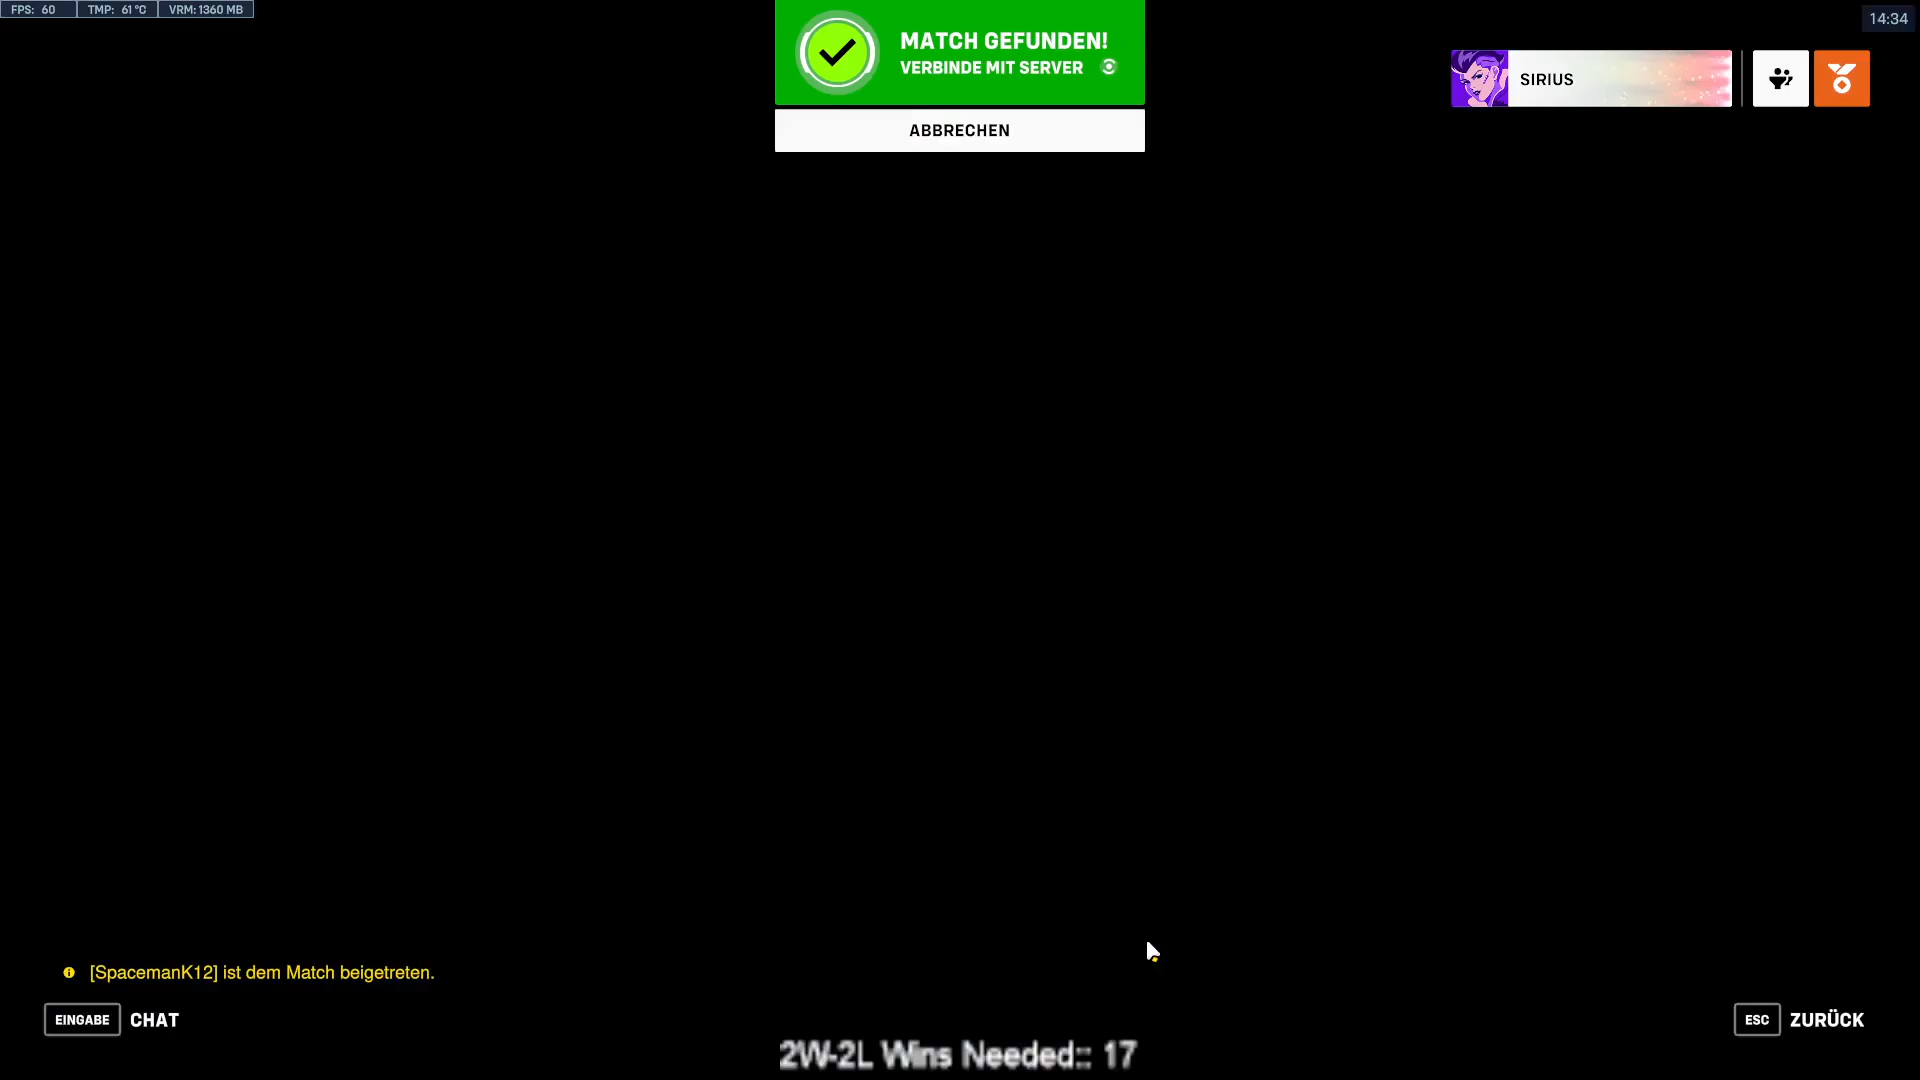 FPS: 60 TMP: 61 °C VRM: 1360 MB
14:34
MATCH GEFUNDEN!
VERBINDE MIT SERVER
ABBRECHEN
SIRIUS
[SpacemanK12] ist dem Match beigetreten.
EINGABE CHAT
ESC ZURÜCK
2W-2L Wins Needed:: 17